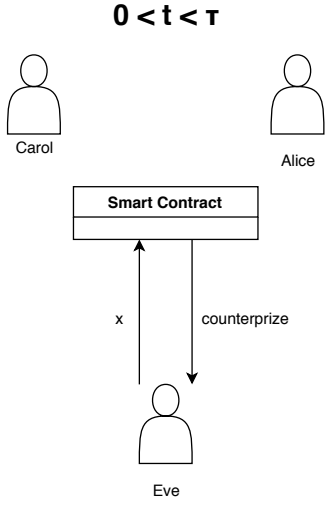 0 < t < τ
Carol
Alice
Smart Contract
x
counterprize
Eve